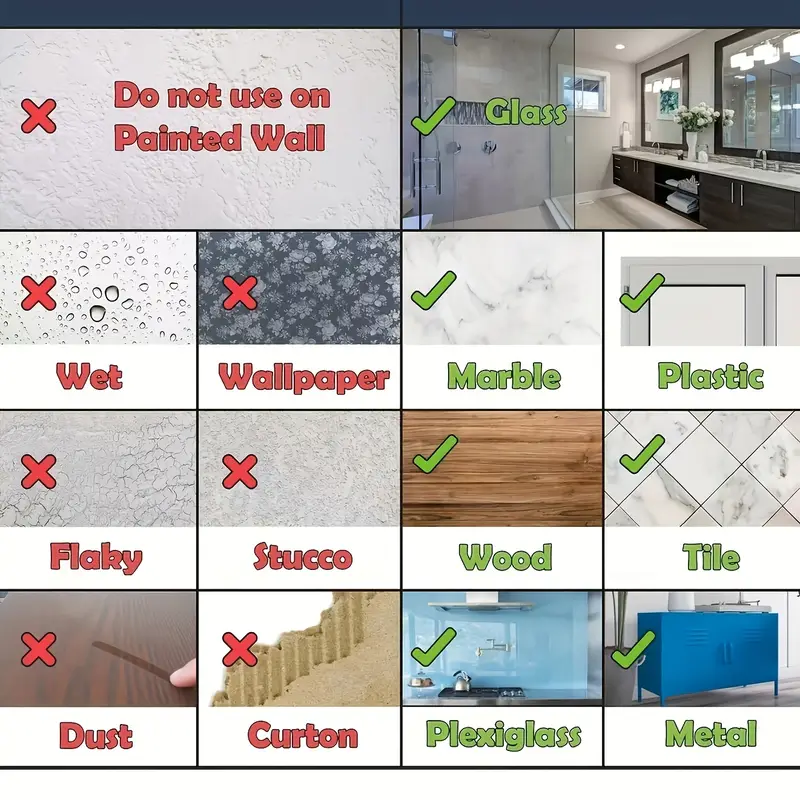 Do not use on
Painted Wall
Glass
Wet
Wallpaper
Marble
Plastic
Flaky
Stucco
Wood
Tile
Dust
Curton
Plexiglass
Metal